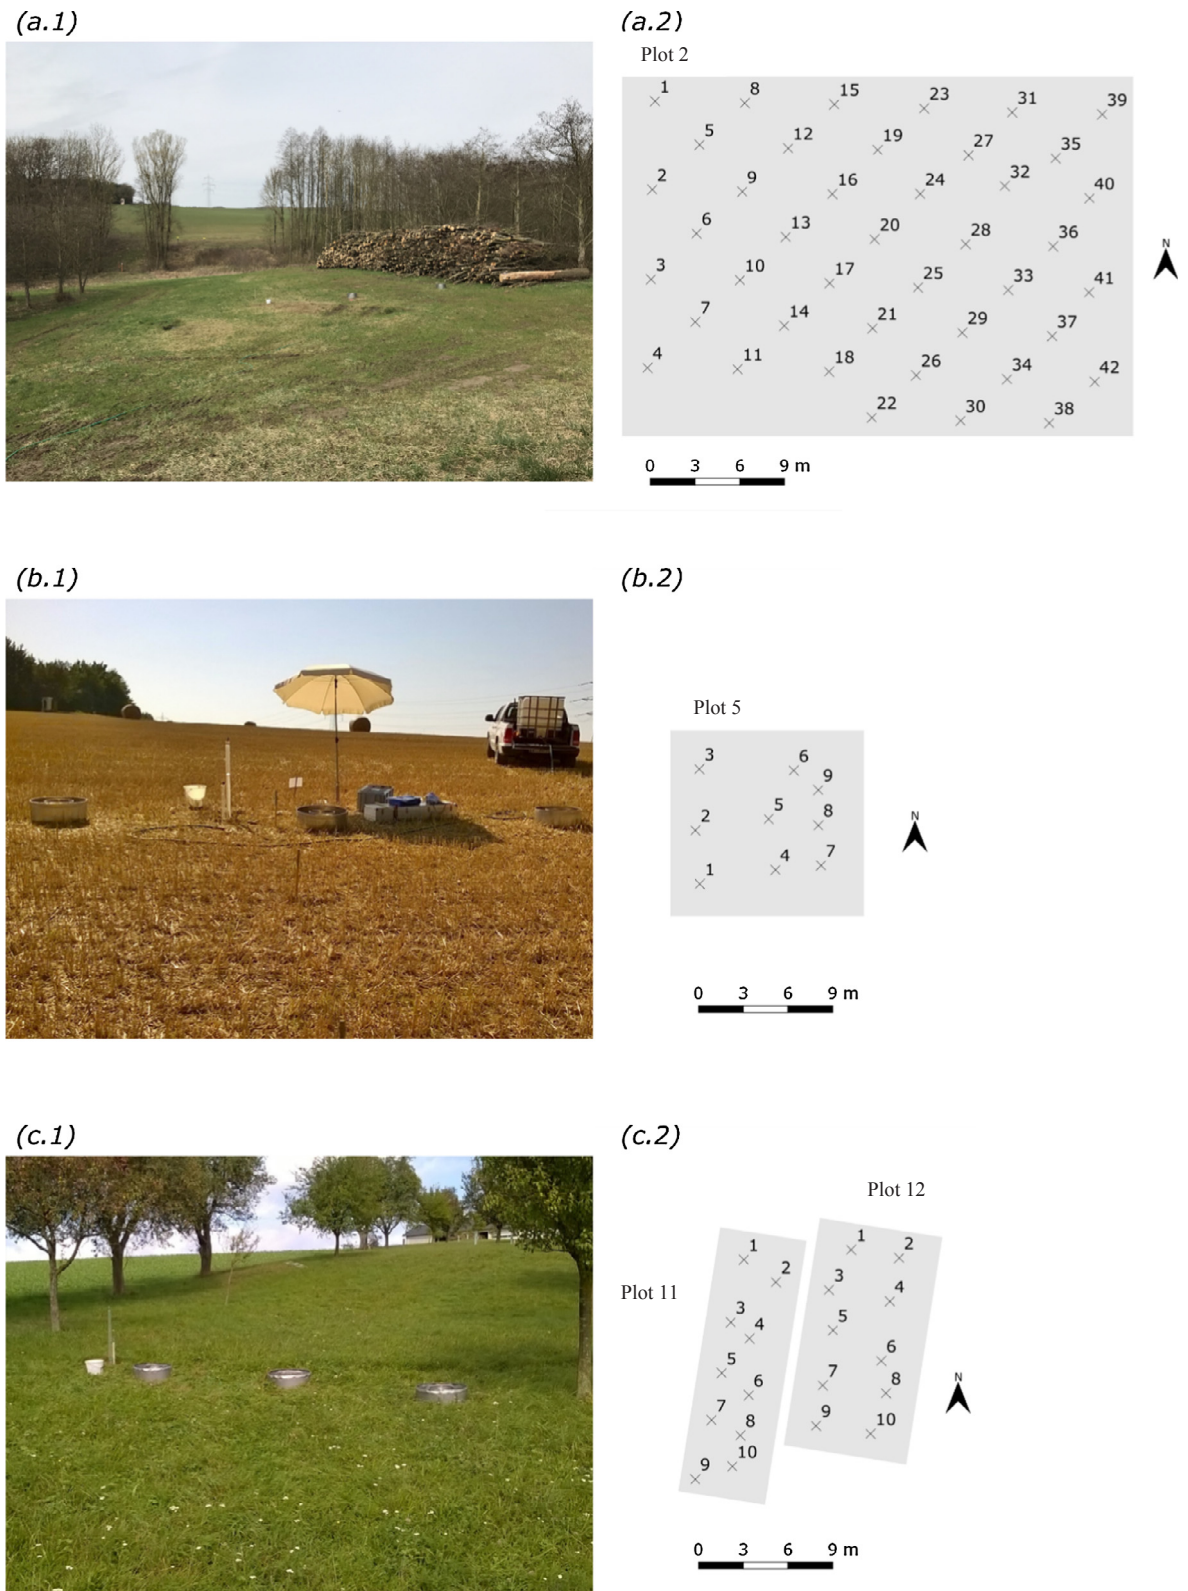 (a.1)
(a.2)
Plot 2
1 8 15 23 31 39
5 12 19 27 35
2 9 16 24 32 40
6 13 20 28 36
3 10 17 25 33 41
7 14 21 29 37
4 11 18 26 34 42
22 30 38
N
0 3 6 9 m
(b.1)
(b.2)
Plot 5
3 6
9
2 5 8
1 4 7
N
0 3 6 9 m
(c.1)
(c.2)
Plot 12
Plot 11
1
2
3
4
5
6
7
8
9
10
1
2
3
4
5
6
7
8
9
10
N
0 3 6 9 m